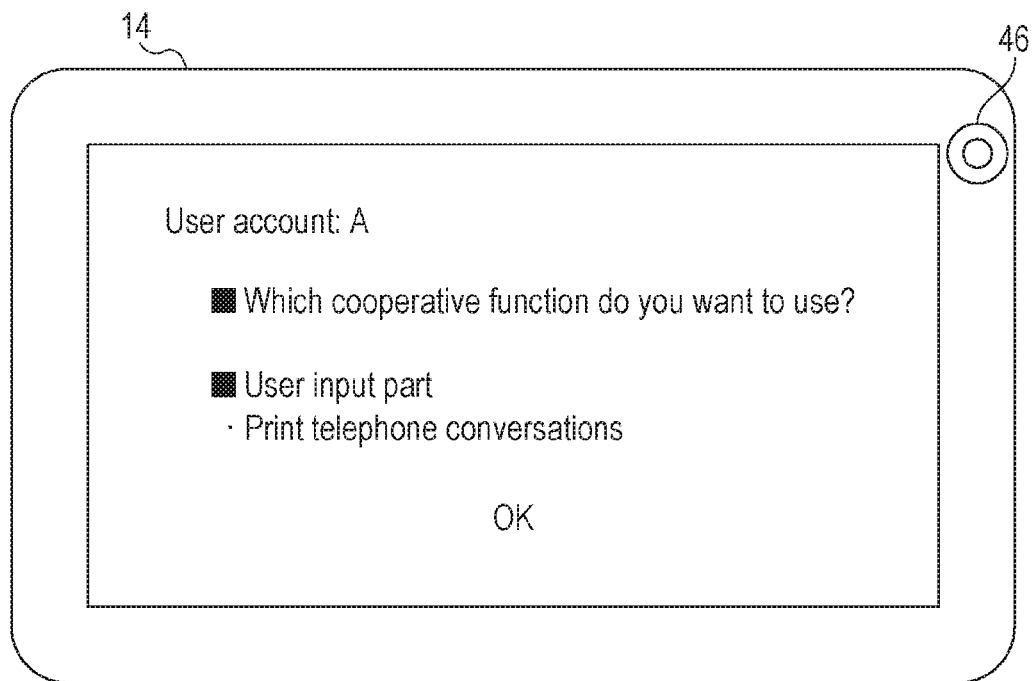 14
46
User account: A
■ Which cooperative function do you want to use?
■ User input part
· Print telephone conversations
OK